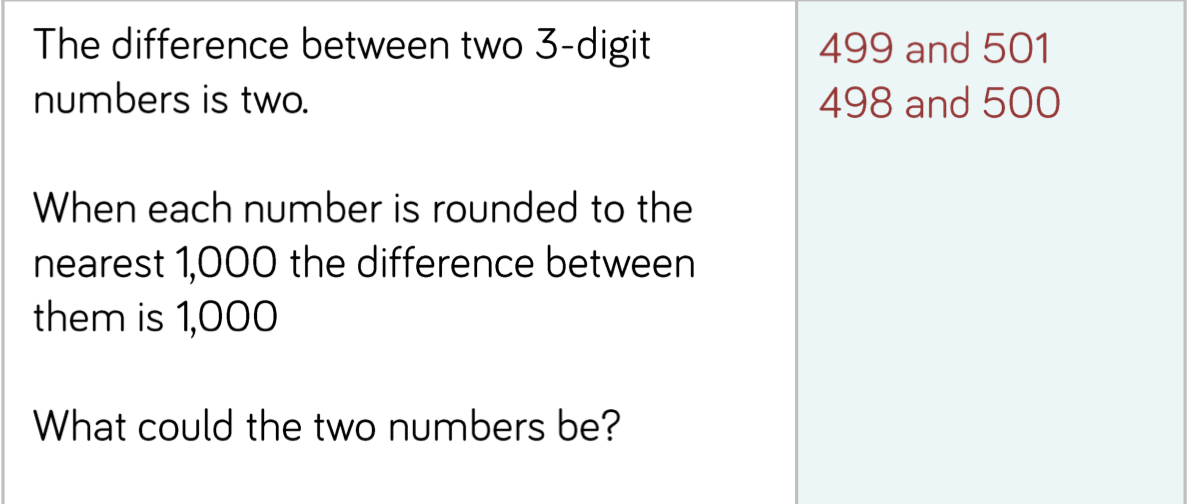 The difference between two 3-digit
numbers is two.
When each number is rounded to the
nearest 1,000 the difference between
them is 1,000
What could the two numbers be?
499 and 501
498 and 500